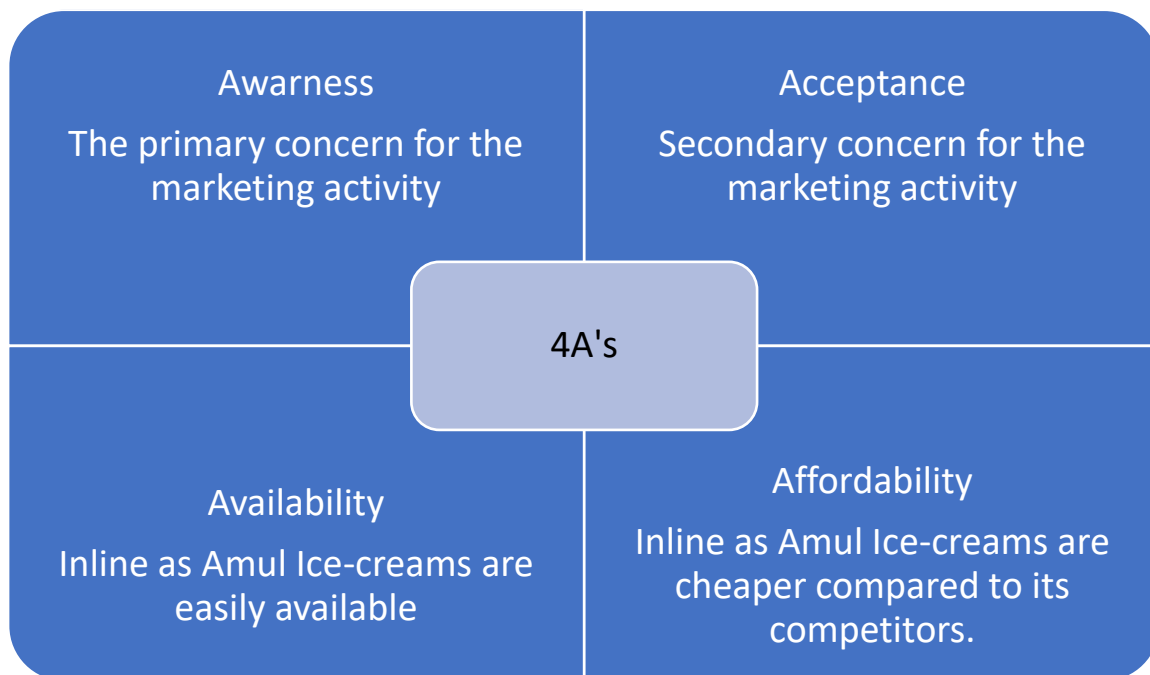 Awarness
The primary concern for the
marketing activity
Acceptance
Secondary concern for the
marketing activity
4A's
Availability
Inline as Amul Ice-creams are
easily available
Affordability
Inline as Amul Ice-creams are
cheaper compared to its
competitors.